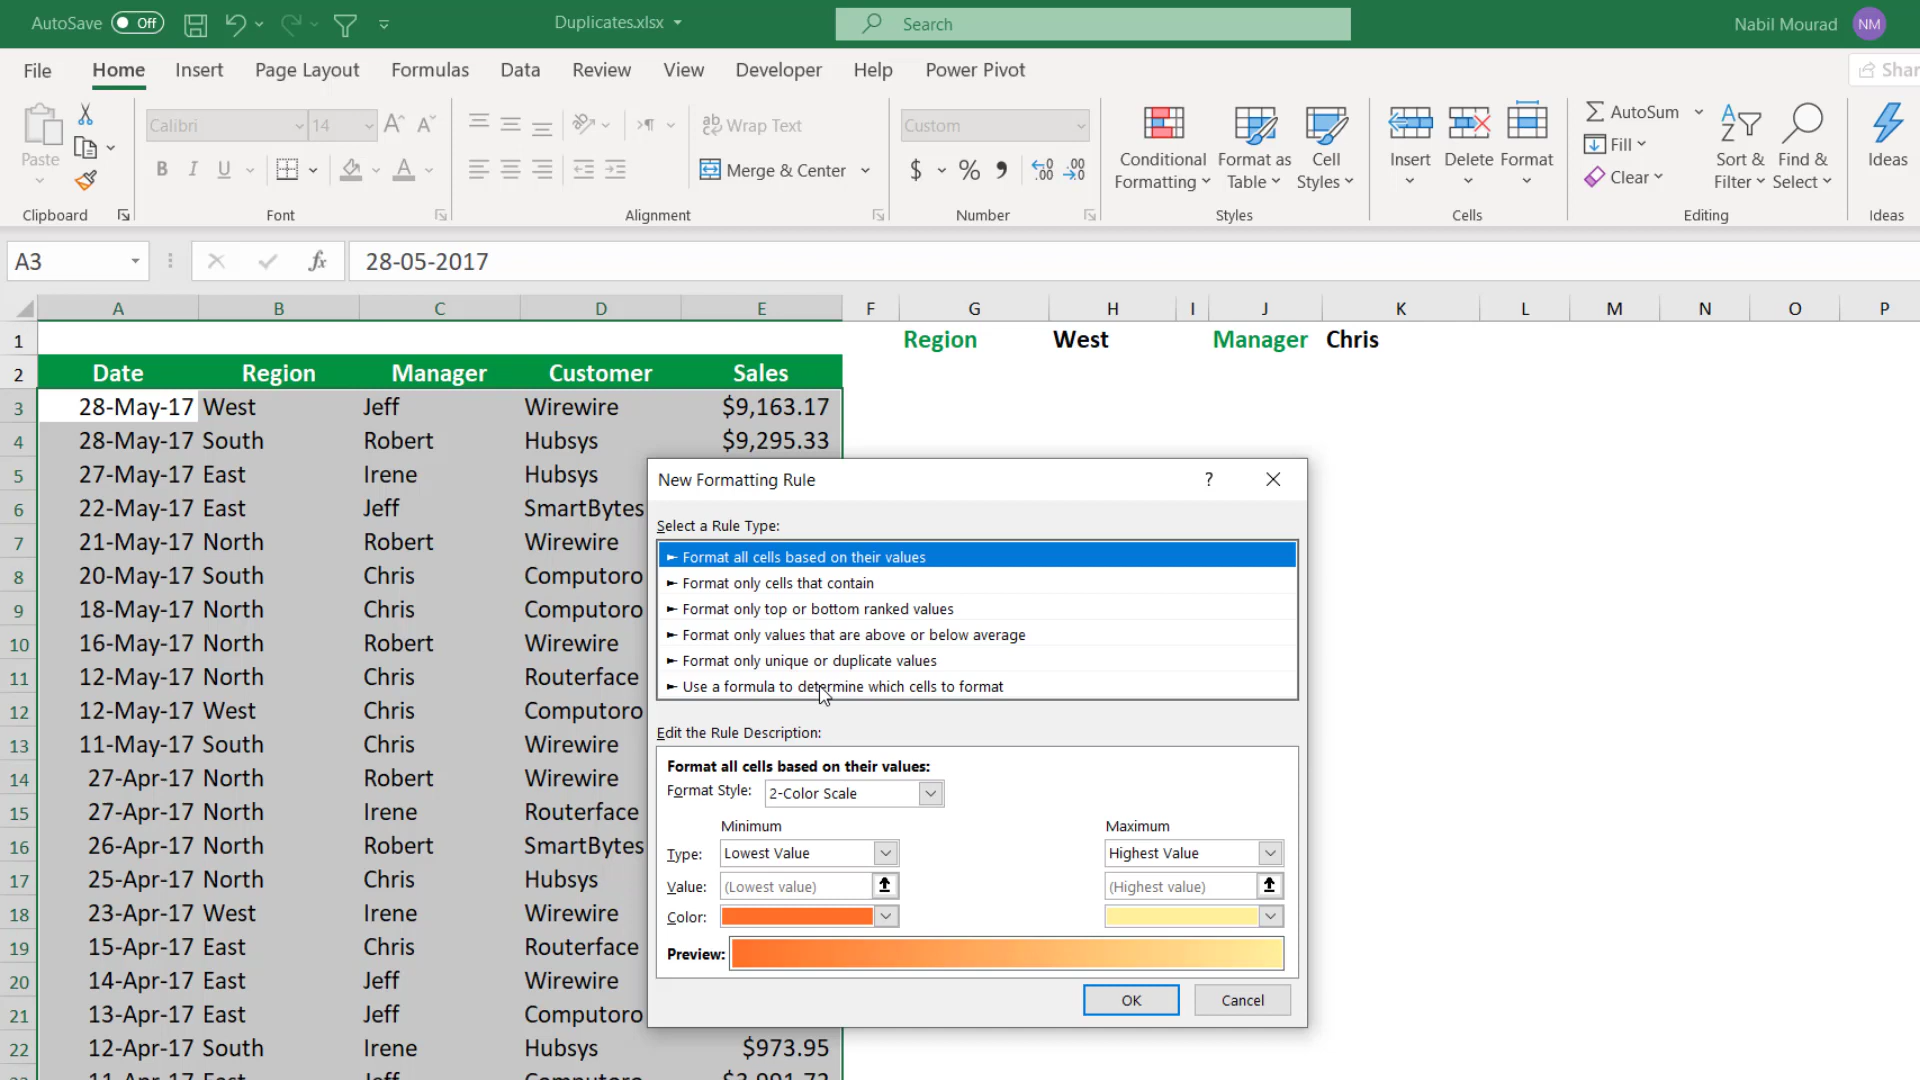 AutoSave Off Duplicates.xlsx Search Nabil Mourad NM
File Home Insert Page Layout Formulas Data Review View Developer Help Power Pivot Shar
Paste Calibri 14 Wrap Text Custom Conditional Formatting Format as Table Cell Styles Insert Delete Format AutoSum Sort & Filter Find & Select Ideas
B I U Merge & Center $ % Fill
Clear
Clipboard Font Alignment Number Styles Cells Editing Ideas
A3 fx 28-05-2017
A B C D E F G H I J K L M N O P
1 Region West Manager Chris
2 Date Region Manager Customer Sales
3 28-May-17 West Jeff Wirewire $9,163.17
4 28-May-17 South Robert Hubsys $9,295.33
5 27-May-17 East Irene Hubsys
6 22-May-17 East Jeff SmartBytes
7 21-May-17 North Robert Wirewire
8 20-May-17 South Chris Computoro
9 18-May-17 North Chris Computoro
10 16-May-17 North Robert Wirewire
11 12-May-17 North Chris Routerface
12 12-May-17 West Chris Computoro
13 11-May-17 South Chris Wirewire
14 27-Apr-17 North Robert Wirewire
15 27-Apr-17 North Irene Routerface
16 26-Apr-17 North Robert SmartBytes
17 25-Apr-17 North Chris Hubsys
18 23-Apr-17 West Irene Wirewire
19 15-Apr-17 East Chris Routerface
20 14-Apr-17 East Jeff Wirewire
21 13-Apr-17 East Jeff Computoro
22 12-Apr-17 South Irene Hubsys $973.95
New Formatting Rule ?
Select a Rule Type:
► Format all cells based on their values
► Format only cells that contain
► Format only top or bottom ranked values
► Format only values that are above or below average
► Format only unique or duplicate values
► Use a formula to determine which cells to format
Edit the Rule Description:
Format all cells based on their values:
Format Style: 2-Color Scale
Minimum Maximum
Type: Lowest Value Highest Value
Value: (Lowest value) (Highest value)
Color:
Preview:
OK Cancel